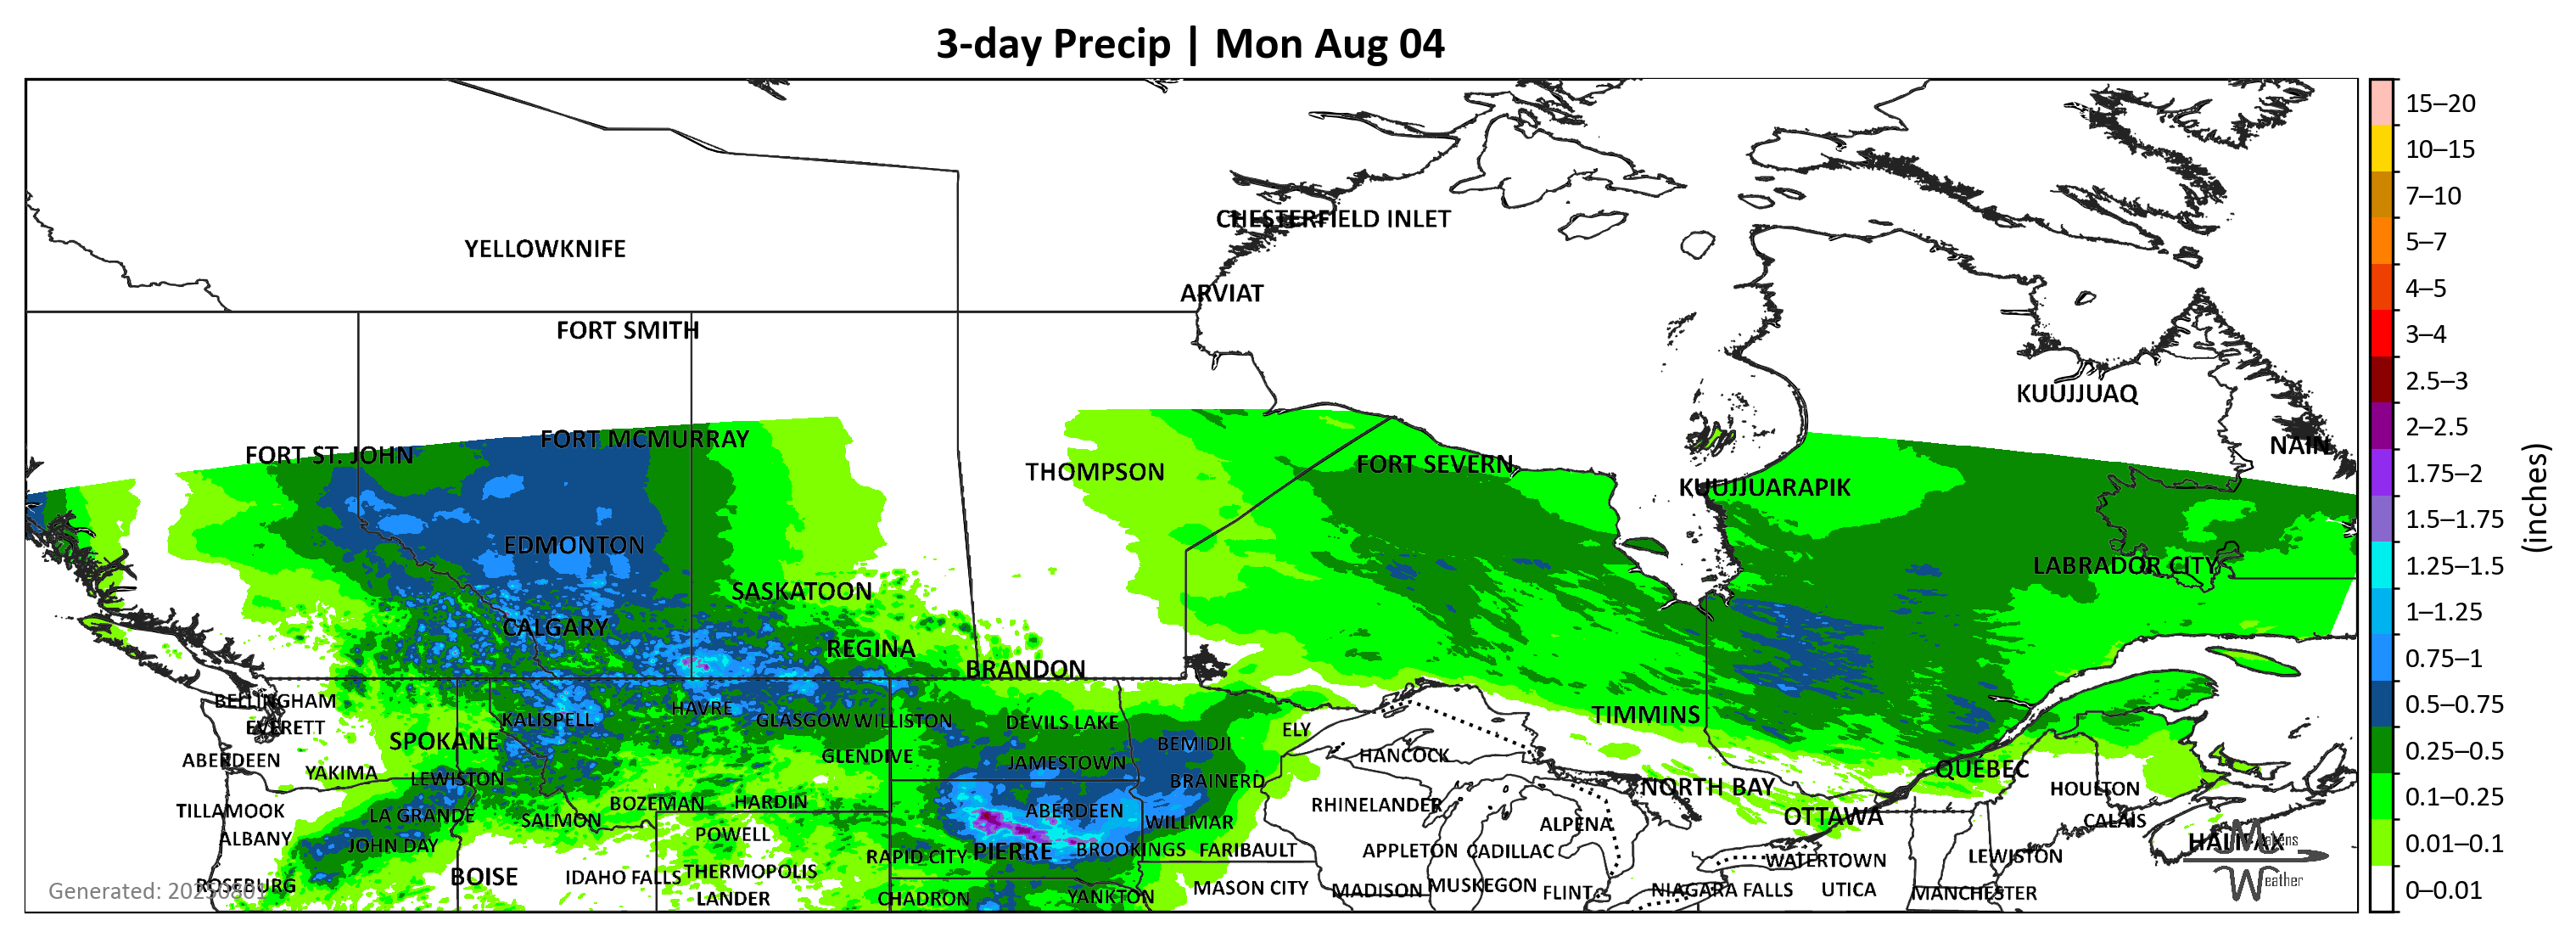 3-day Precip | Mon Aug 04
CHESTERFIELD INLET
YELLOWKNIFE
ARVIAT
FORT SMITH
KUUJJUAQ
FORT MCMURRAY
NAIN
FORT ST. JOHN
FORT SEVERN
THOMPSON
KUUJJUARAPIK
EDMONTON
LABRADOR CITY
SASKATOON
CALGARY
REGINA
BRANDON
BELLINGHAM
HAVRE
TIMMINS
KALISPELL
GLASGOW WILLISTON
DEVILS LAKE
EVERETT
ELY
SPOKANE
BEMIDJI
GLENDIVE
HANCOCK
ABERDEEN
JAMESTOWN
QUÉBEC
YAKIMA
LEWISTON
BRAINERD
NORTH BAY
HOULTON
BOZEMAN
HARDIN
RHINELANDER
TILLAMOOK
LA GRANDE
SALMON
ABERDEEN
WILLMAR
OTTAWA
CALAIS
ALPENA
POWELL
ALBANY
HALIFAX
JOHN DAY
RAPID CITY
PIERRE
BROOKINGS
FARIBAULT
APPLETON
CADILLAC
WATERTOWN
LEWISTON
BOISE
IDAHO FALLS
THERMOPOLIS
ROSEBURG
MASON CITY
MADISON
MUSKEGON
FLINT
NIAGARA FALLS
UTICA
MANCHESTER
LANDER
CHADRON
YANKTON
Generated: 20250801
Weather
15–20
10–15
7–10
5–7
4–5
3–4
2.5–3
2–2.5
1.75–2
1.5–1.75
1.25–1.5
1–1.25
0.75–1
0.5–0.75
0.25–0.5
0.1–0.25
0.01–0.1
0–0.01
(inches)